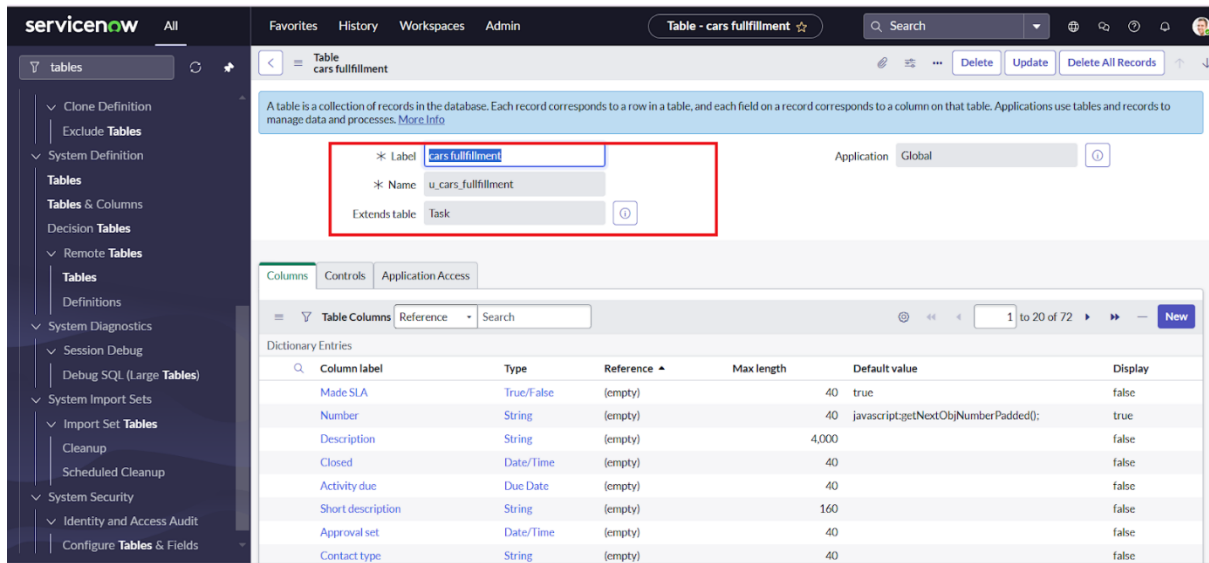 servicenow All Favorites History Workspaces Admin Table - cars fullfillment Search
tables
Table
cars fullfillment
Delete Update Delete All Records
A table is a collection of records in the database. Each record corresponds to a row in a table, and each field on a record corresponds to a column on that table. Applications use tables and records to
manage data and processes. More Info
Clone Definition
Exclude Tables
System Definition
Tables
Tables & Columns
Decision Tables
Remote Tables
Tables
Definitions
System Diagnostics
Session Debug
Debug SQL (Large Tables)
System Import Sets
Import Set Tables
Cleanup
Scheduled Cleanup
System Security
Identity and Access Audit
Configure Tables & Fields
Label cars fullfillment
Name u_cars_fullfillment
Extends table Task
Application Global
Columns Controls Application Access
Table Columns Reference Search 1 to 20 of 72 New
Dictionary Entries
Column label Type Reference Max length Default value Display
Made SLA True/False (empty) 40 true false
Number String (empty) 40 javascript:getNextObjNumberPadded(); true
Description String (empty) 4,000 false
Closed Date/Time (empty) 40 false
Activity due Due Date (empty) 40 false
Short description String (empty) 160 false
Approval set Date/Time (empty) 40 false
Contact type String (empty) 40 false